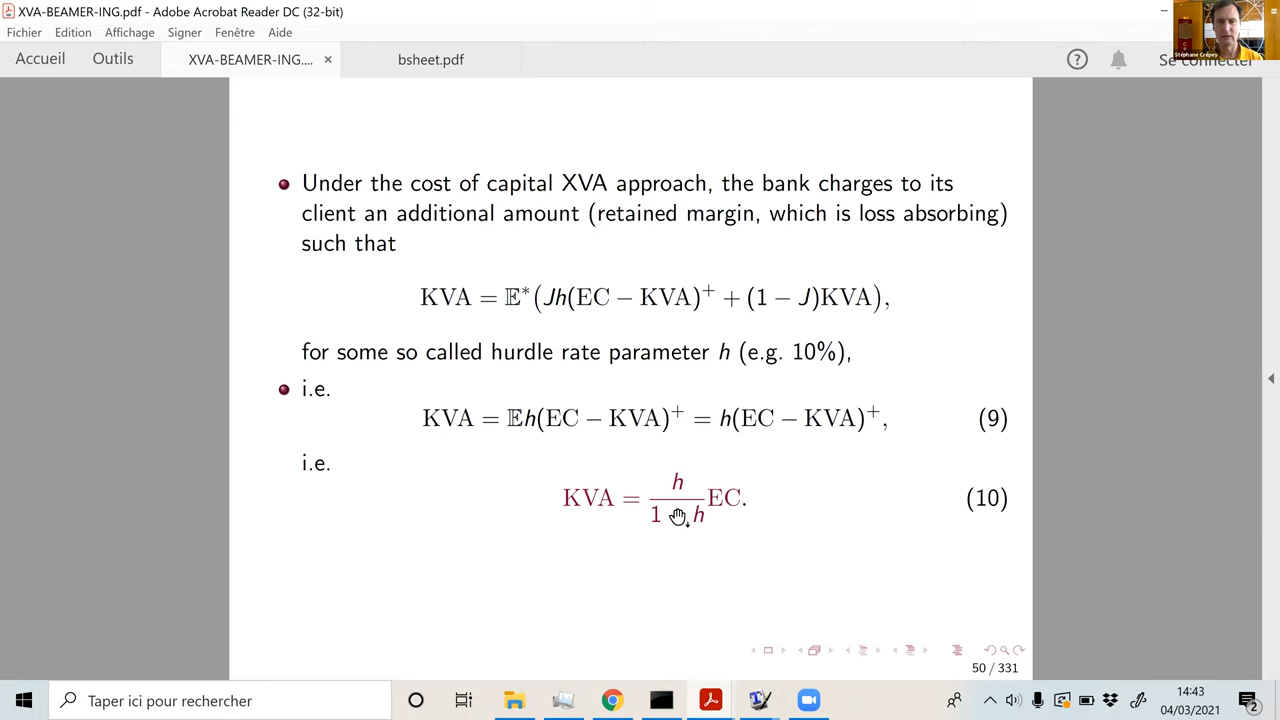 XVA-BEAMER-ING.pdf - Adobe Acrobat Reader DC (32-bit)
Fichier Edition Affichage Signer Fenêtre Aide
Accueil Outils XVA-BEAMER-ING.... × bsheet.pdf Se connecter
Stéphane Crépey
Under the cost of capital XVA approach, the bank charges to its
client an additional amount (retained margin, which is loss absorbing)
such that
KVA = 𝔼*(Jh(EC − KVA)⁺ + (1 − J)KVA),
for some so called hurdle rate parameter h (e.g. 10%),
i.e.
KVA = 𝔼h(EC − KVA)⁺ = h(EC − KVA)⁺, (9)
i.e.
h
KVA = EC. (10)
1 h
50 / 331
Taper ici pour rechercher
14:43
04/03/2021
2